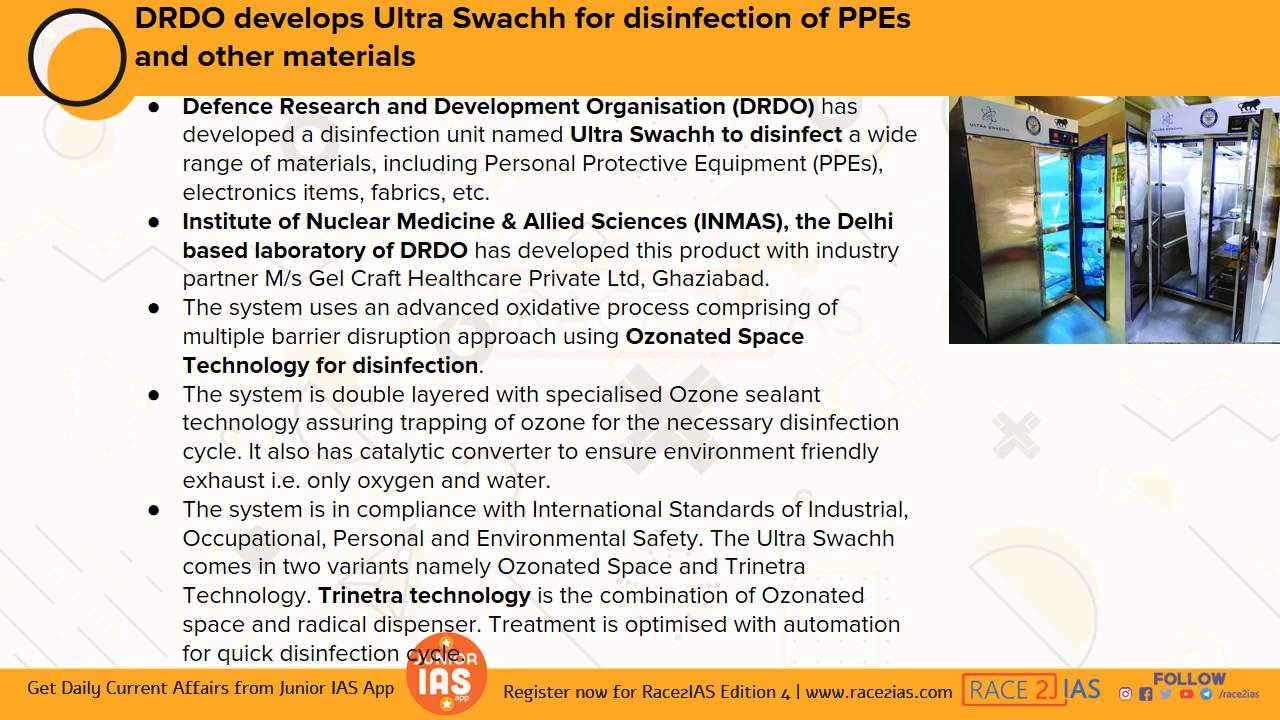 DRDO develops Ultra Swachh for disinfection of PPEs
and other materials
● Defence Research and Development Organisation (DRDO) has
developed a disinfection unit named Ultra Swachh to disinfect a wide
range of materials, including Personal Protective Equipment (PPEs),
electronics items, fabrics, etc.
● Institute of Nuclear Medicine & Allied Sciences (INMAS), the Delhi
based laboratory of DRDO has developed this product with industry
partner M/s Gel Craft Healthcare Private Ltd, Ghaziabad.
● The system uses an advanced oxidative process comprising of
multiple barrier disruption approach using Ozonated Space
Technology for disinfection.
● The system is double layered with specialised Ozone sealant
technology assuring trapping of ozone for the necessary disinfection
cycle. It also has catalytic converter to ensure environment friendly
exhaust i.e. only oxygen and water.
● The system is in compliance with International Standards of Industrial,
Occupational, Personal and Environmental Safety. The Ultra Swachh
comes in two variants namely Ozonated Space and Trinetra
Technology. Trinetra technology is the combination of Ozonated
space and radical dispenser. Treatment is optimised with automation
for quick disinfection cycle.
ULTRA SWACHH
ULTRA SWACHH
RACE 2J IAS
Get Daily Current Affairs from Junior IAS App
JUNIOR
IAS
app
Register now for Race2IAS Edition 4 | www.race2ias.com
RACE 2J IAS
FOLLOW
/race2ias